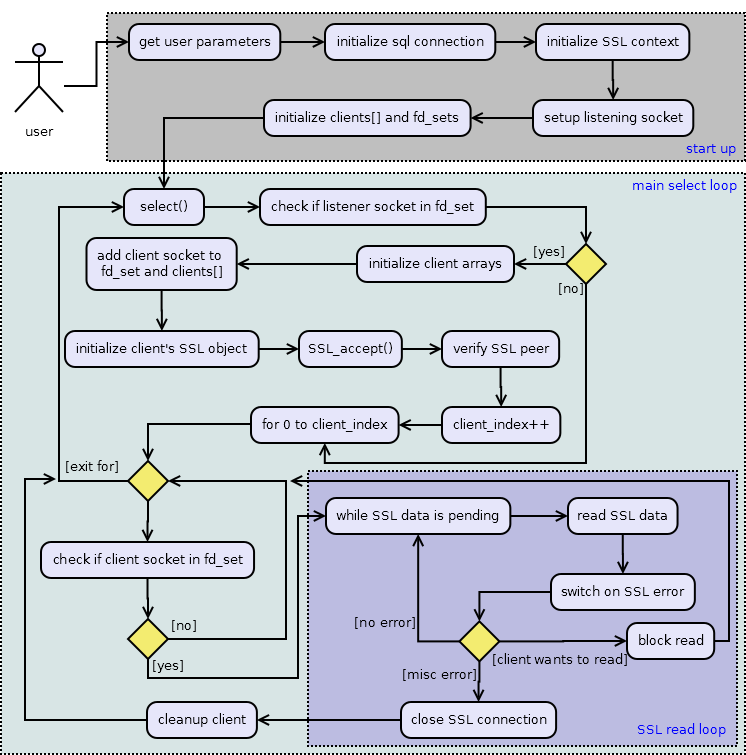 get user parameters
initialize sql connection
initialize SSL context
user
initialize clients[] and fd_sets
setup listening socket
start up
main select loop
select()
check if listener socket in fd_set
add client socket to
fd_set and clients[]
initialize client arrays
[yes]
[no]
initialize client's SSL object
SSL_accept()
verify SSL peer
for 0 to client_index
client_index++
[exit for]
while SSL data is pending
read SSL data
check if client socket in fd_set
switch on SSL error
[no]
[no error]
block read
[yes]
[client wants to read]
[misc error]
cleanup client
close SSL connection
SSL read loop